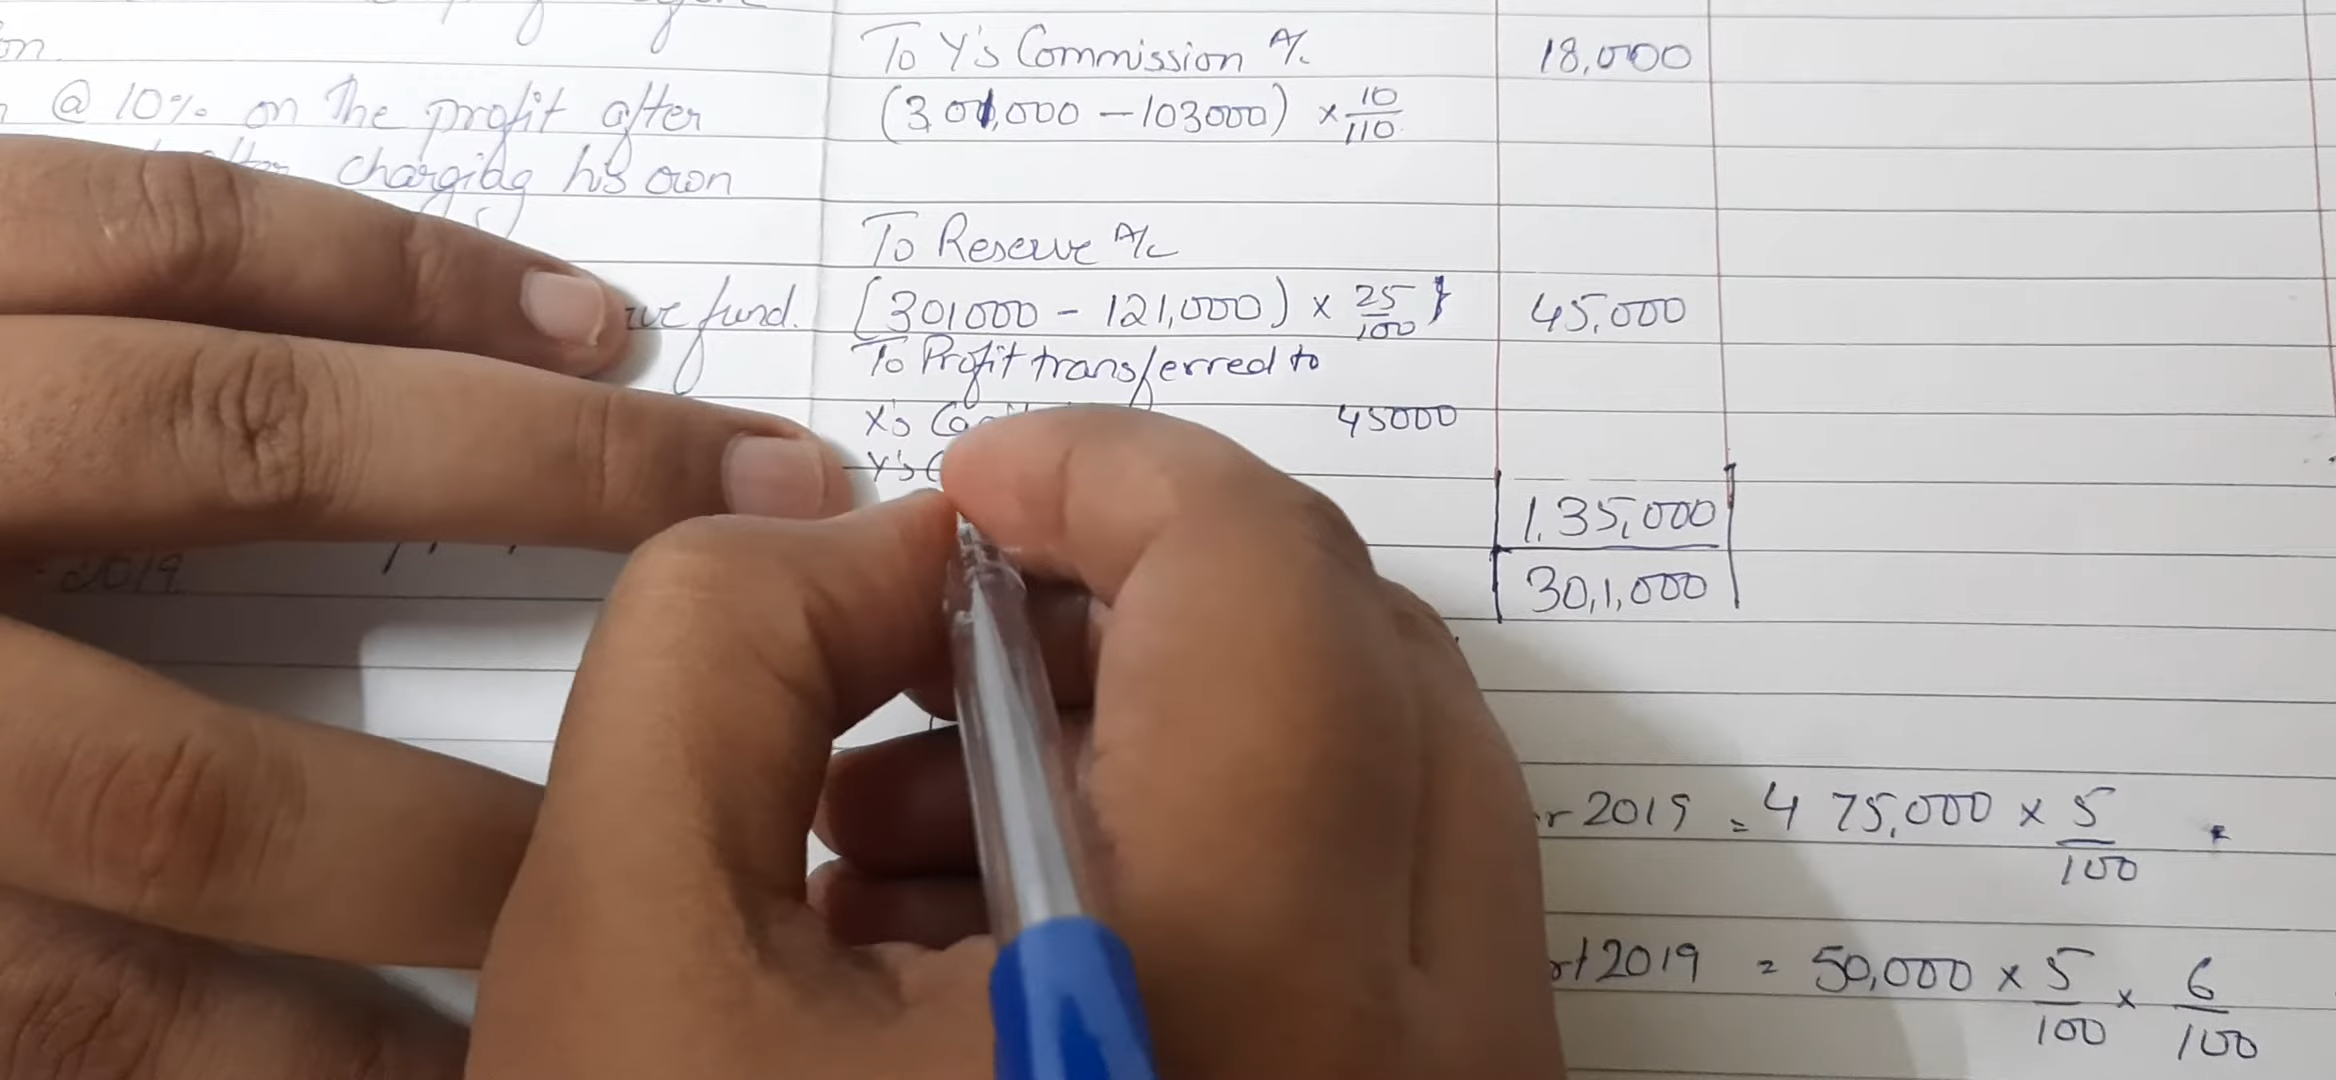 on
@ 10% on the profit after
charging his own
fund.
2019
To Y's Commission A/c 18,000
(301,000 - 103000) × 10/110
To Reserve A/c
[301000 - 121,000) × 25/100} 45,000
To Profit transferred to
X's 45000
Y's
1,35,000
30,1,000
2019 = 4 75,000 × 5/100
2019 = 50,000 × 5/100 × 6/100